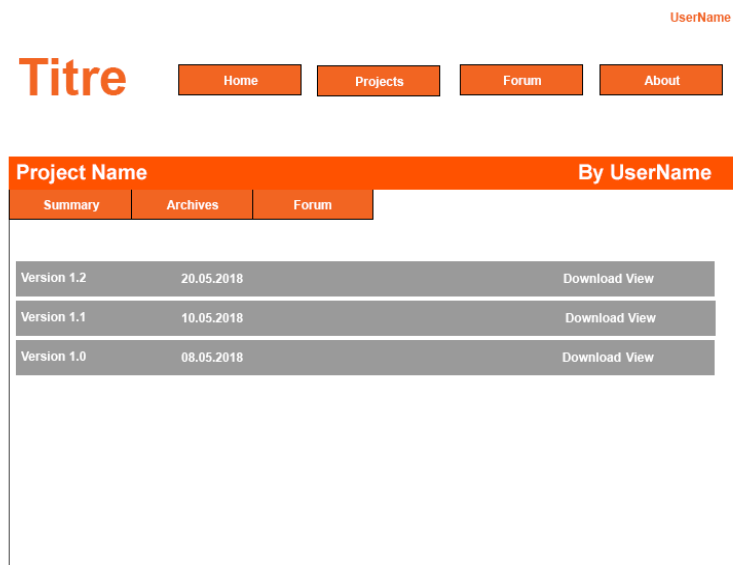 UserName
Titre Home Projects Forum About
Project Name By UserName
Summary Archives Forum
Version 1.2 20.05.2018 Download View
Version 1.1 10.05.2018 Download View
Version 1.0 08.05.2018 Download View